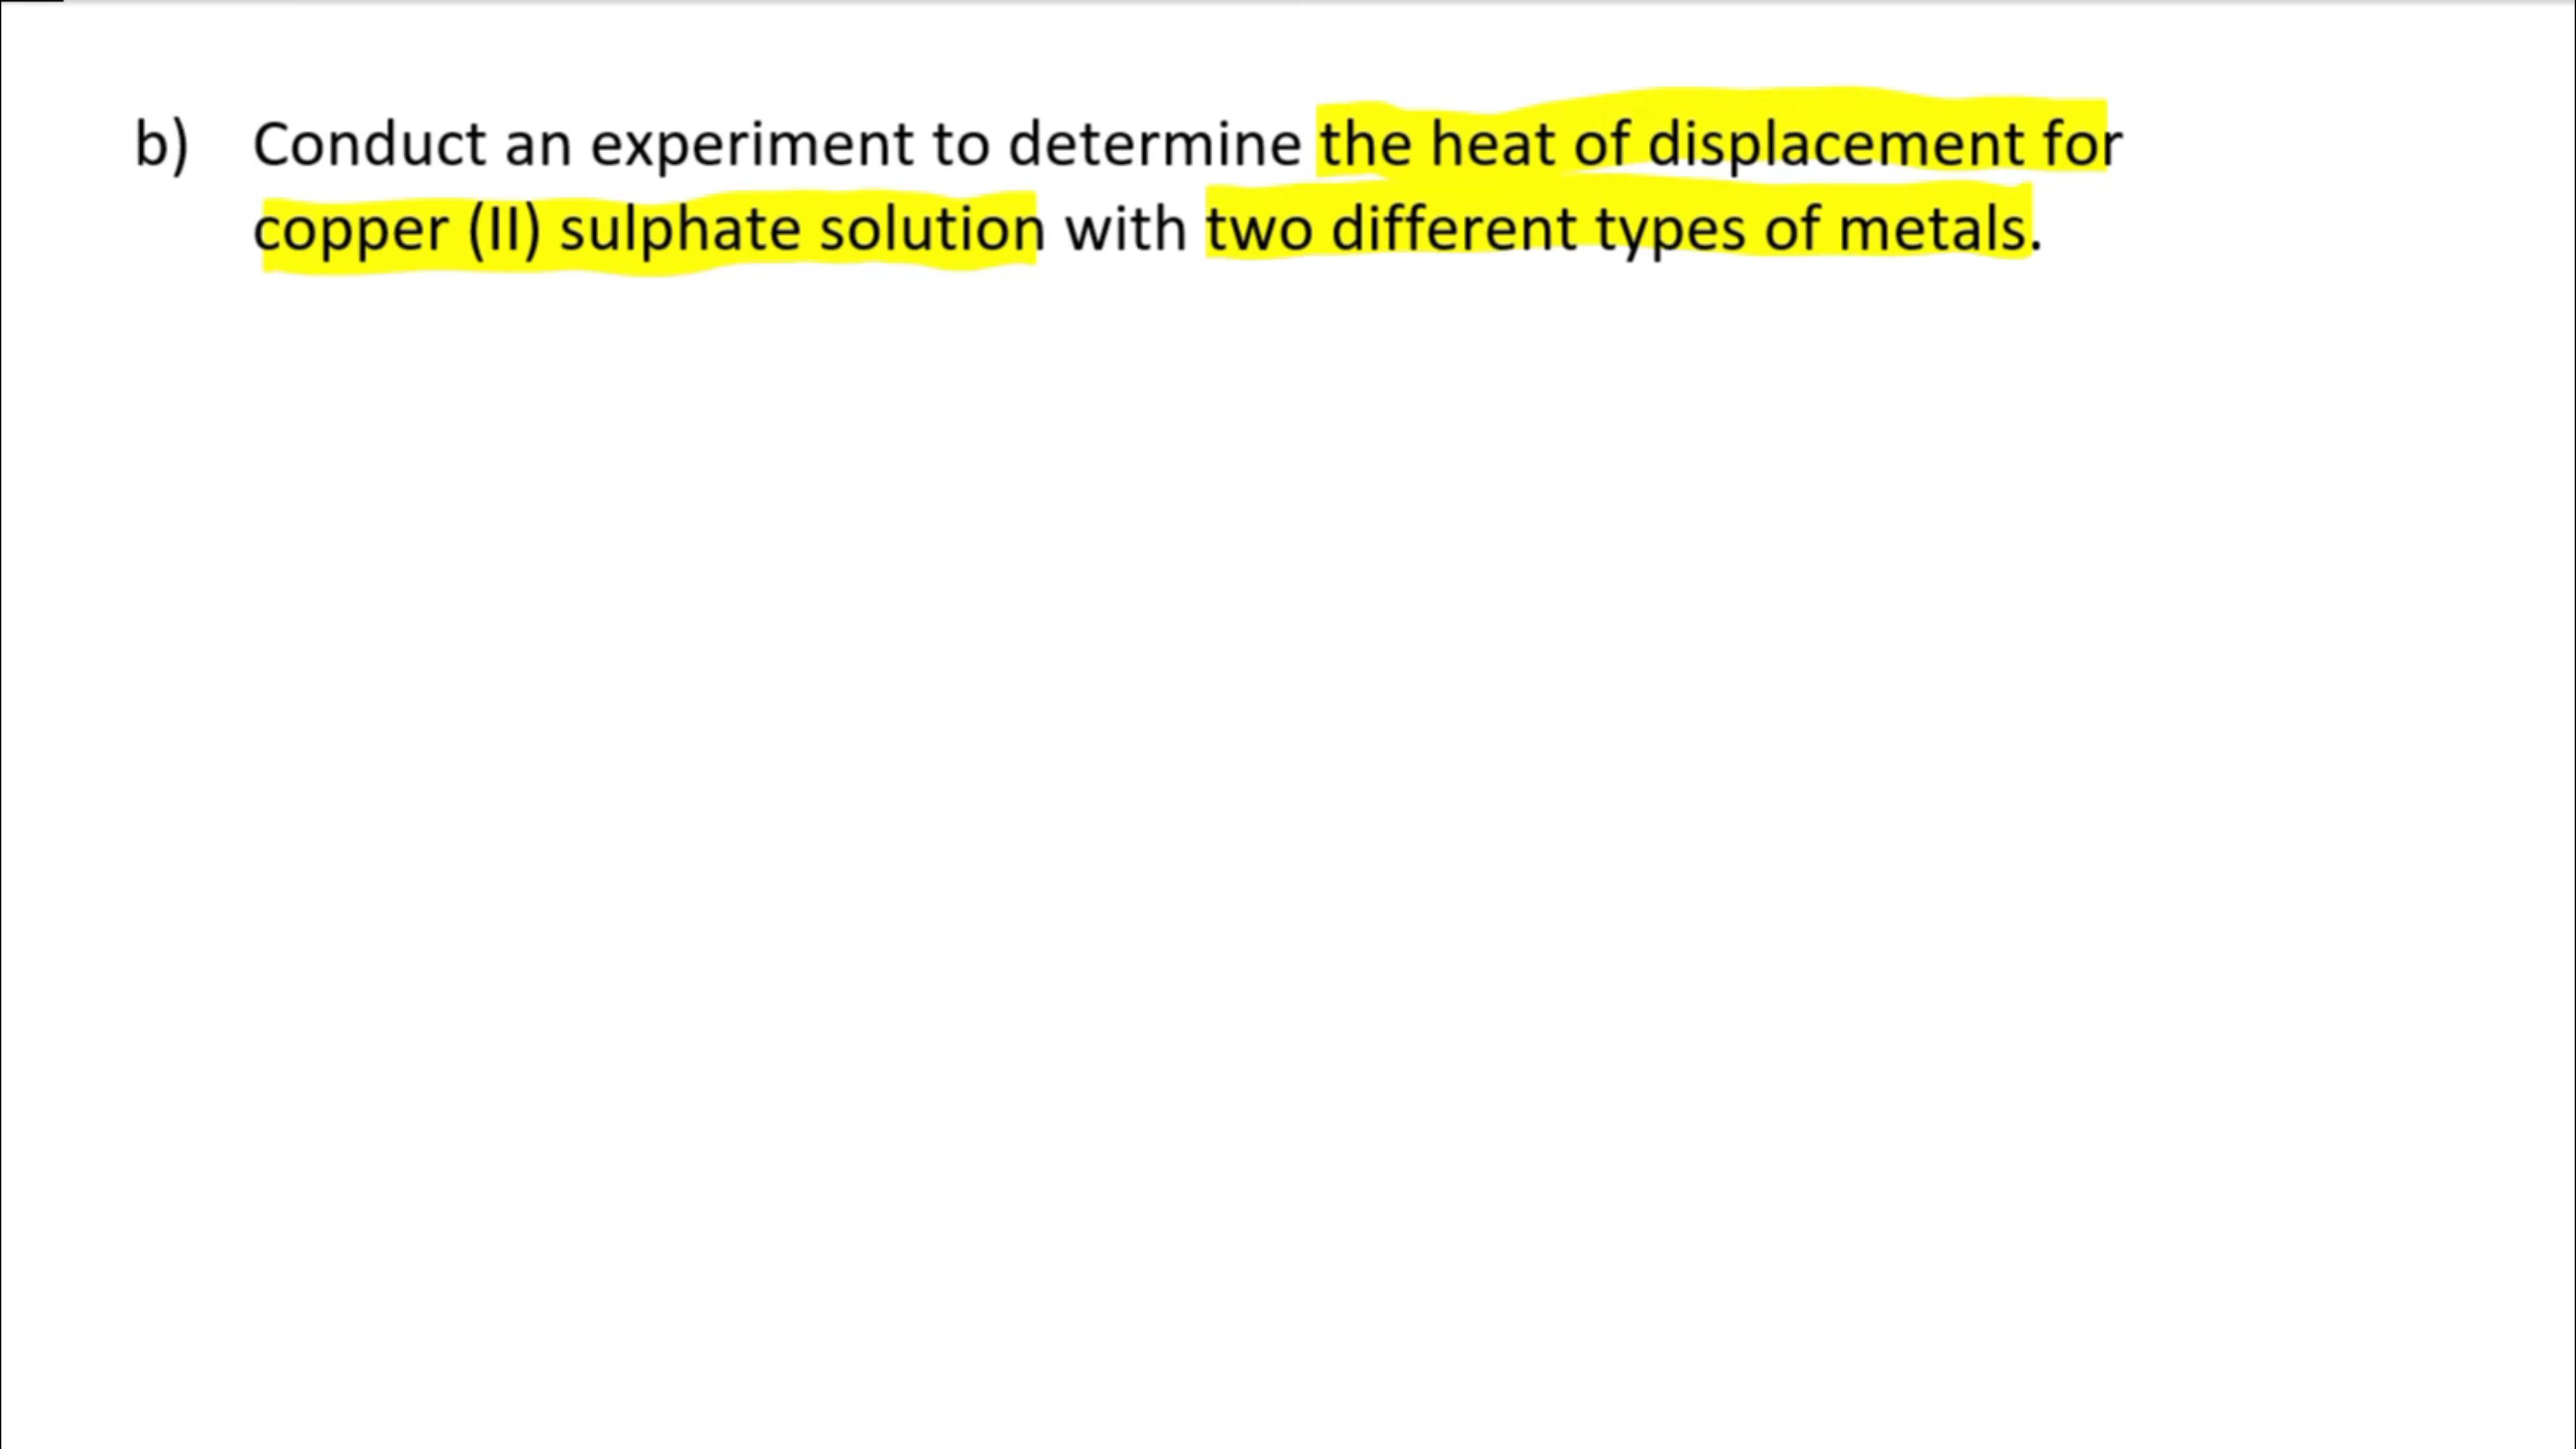 b) Conduct an experiment to determine the heat of displacement for
copper (II) sulphate solution with two different types of metals.